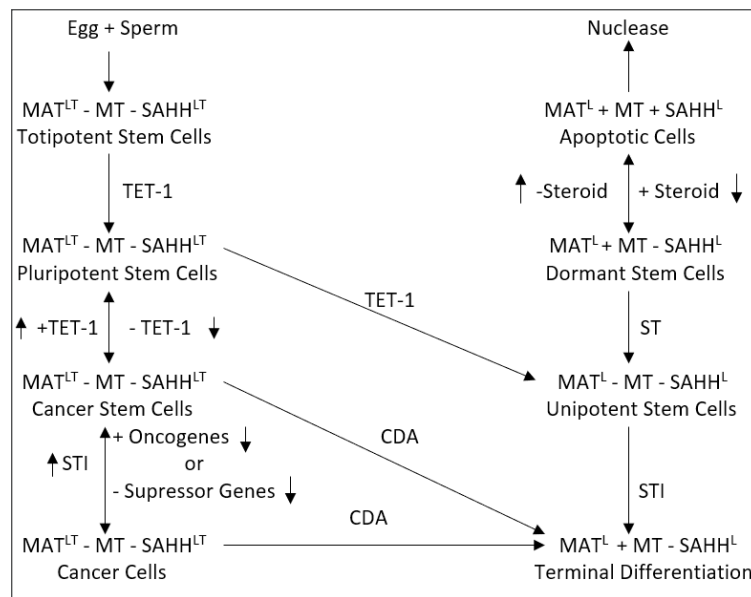 Egg + Sperm
MAT^LT - MT - SAHH^LT
Totipotent Stem Cells
TET-1
MAT^LT - MT - SAHH^LT
Pluripotent Stem Cells
+TET-1 - TET-1
MAT^LT - MT - SAHH^LT
Cancer Stem Cells
+ Oncogenes
STI or
- Supressor Genes
MAT^LT - MT - SAHH^LT
Cancer Cells
TET-1
CDA
CDA
Nuclease
MAT^L + MT + SAHH^L
Apoptotic Cells
-Steroid + Steroid
MAT^L + MT - SAHH^L
Dormant Stem Cells
ST
MAT^L - MT - SAHH^L
Unipotent Stem Cells
STI
MAT^L + MT - SAHH^L
Terminal Differentiation